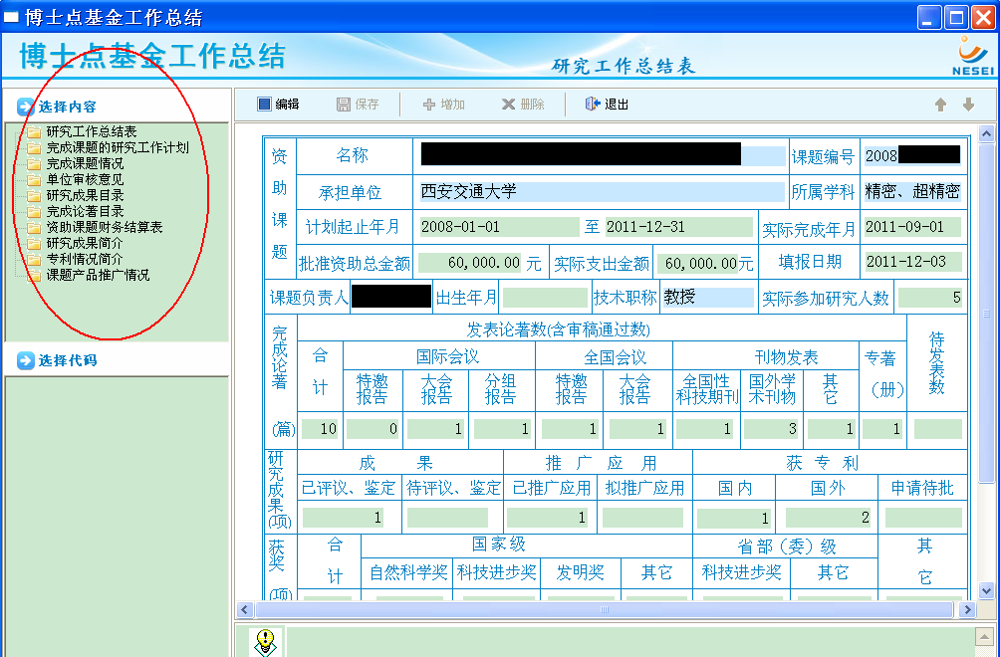 博士点基金工作总结
博士点基金工作总结
研究工作总结表
NESEI
选择内容
研究工作总结表
完成课题的研究工作计划
完成课题情况
单位审核意见
研究成果目录
完成论著目录
资助课题财务结算表
研究成果简介
专利情况简介
课题产品推广情况
选择代码
编辑 保存 增加 删除 退出
资助课题
名称 课题编号 2008
承担单位 西安交通大学 所属学科 精密、超精密
计划起止年月 2008-01-01 至 2011-12-31 实际完成年月 2011-09-01
批准资助总金额 60,000.00 元 实际支出金额 60,000.00 元 填报日期 2011-12-03
课题负责人 出生年月 技术职称 教授 实际参加研究人数 5
完成论著(篇)
发表论著数(含审稿通过数) 待发表数
合计 国际会议 全国会议 刊物发表 专著(册)
特邀报告 大会报告 分组报告 特邀报告 大会报告 全国性科技期刊 国外学术刊物 其它
10 0 1 1 1 1 1 3 1 1
研究成果(项)
成果 推广应用 获专利
已评议、鉴定 待评议、鉴定 已推广应用 拟推广应用 国内 国外 申请待批
1 1 1 2
获奖(项)
合计 国家级 省部（委）级 其它
自然科学奖 科技进步奖 发明奖 其它 科技进步奖 其它